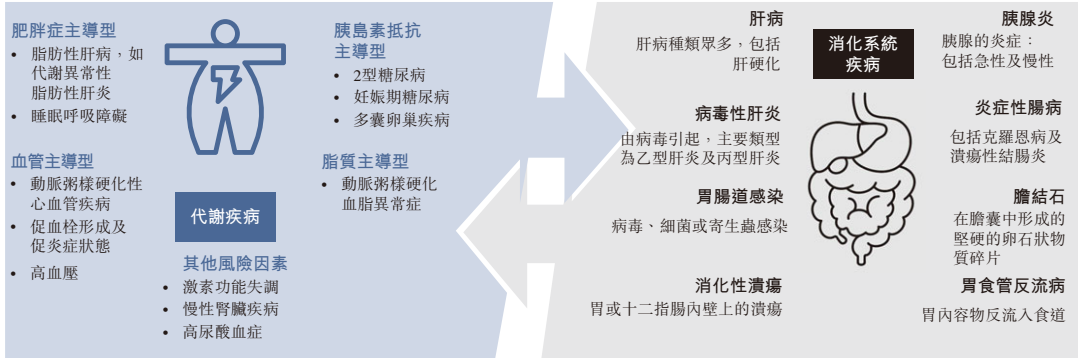 肥胖症主導型
• 脂肪性肝病，如
代謝異常性
脂肪性肝炎
• 睡眠呼吸障礙
胰島素抵抗
主導型
• 2型糖尿病
• 妊娠期糖尿病
• 多囊卵巢疾病
血管主導型
• 動脈粥樣硬化性
心血管疾病
• 促血栓形成及
促炎症狀態
• 高血壓
脂質主導型
• 動脈粥樣硬化
血脂異常症
代謝疾病
其他風險因素
• 激素功能失調
• 慢性腎臟疾病
• 高尿酸血症
消化系統
疾病
肝病
肝病種類眾多，包括
肝硬化
病毒性肝炎
由病毒引起，主要類型
為乙型肝炎及丙型肝炎
胃腸道感染
病毒、細菌或寄生蟲感染
消化性潰瘍
胃或十二指腸內壁上的潰瘍
胰腺炎
胰腺的炎症：
包括急性及慢性
炎症性腸病
包括克羅恩病及
潰瘍性結腸炎
膽結石
在膽囊中形成的
堅硬的卵石狀物
質碎片
胃食管反流病
胃內容物反流入食道